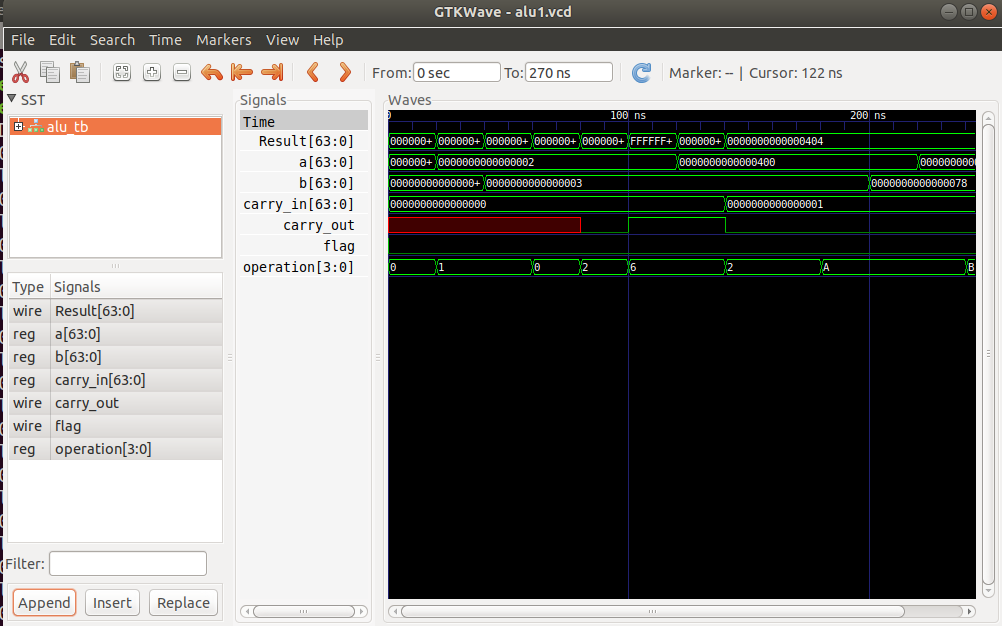 GTKWave - alu1.vcd
File Edit Search Time Markers View Help
From: 0 sec To: 270 ns Marker: -- | Cursor: 122 ns
SST
alu_tb
Type Signals
wire Result[63:0]
reg a[63:0]
reg b[63:0]
reg carry_in[63:0]
wire carry_out
wire flag
reg operation[3:0]
Filter:
Append Insert Replace
Signals
Time
Result[63:0]
a[63:0]
b[63:0]
carry_in[63:0]
carry_out
flag
operation[3:0]
Waves
0 100 ns 200 ns
000000+ 000000+ 000000+ 000000+ 000000+ FFFFFF+ 000000+ 0000000000000404
000000+ 0000000000000002 0000000000000400 0000000000
00000000000000+ 0000000000000003 0000000000000078
0000000000000000 0000000000000001
0 1 0 2 6 2 A B